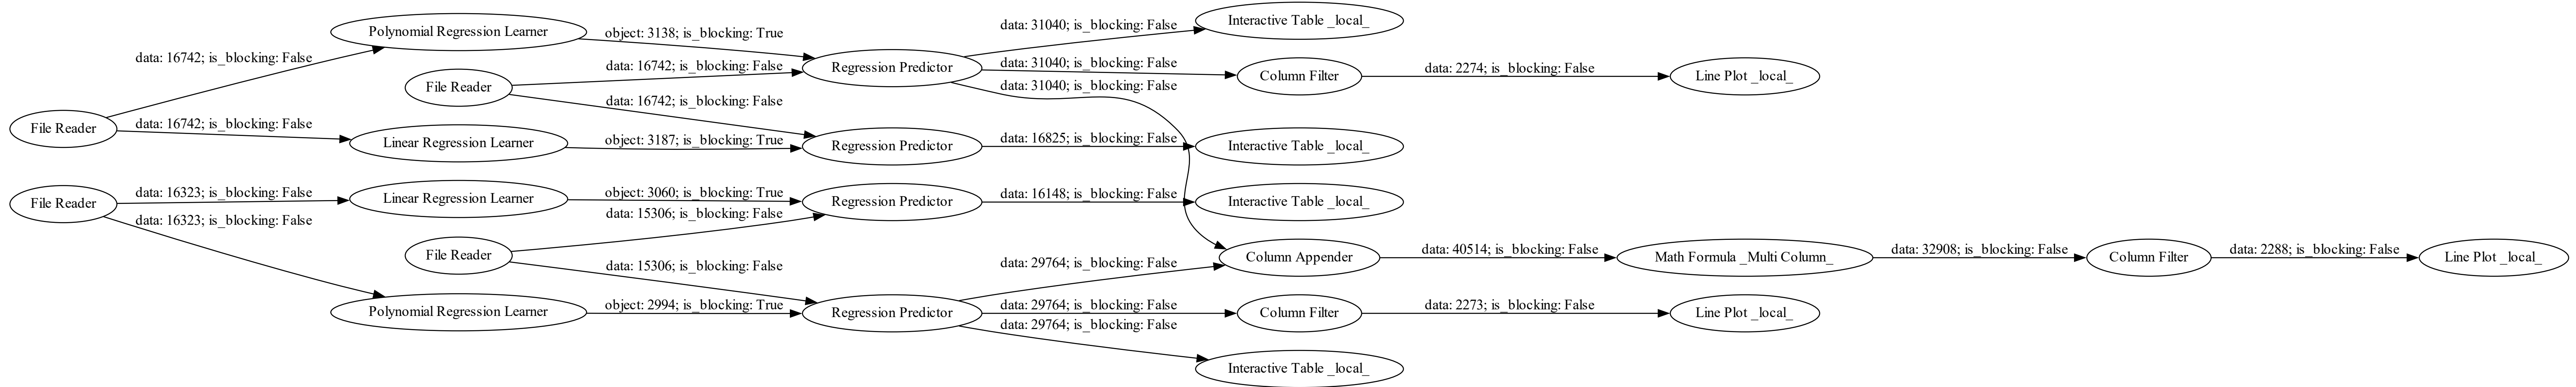 Polynomial Regression Learner
object: 3138; is_blocking: True
data: 31040; is_blocking: False
Interactive Table _local_
data: 16742; is_blocking: False
data: 16742; is_blocking: False
Regression Predictor
data: 31040; is_blocking: False
Column Filter
data: 2274; is_blocking: False
Line Plot _local_
File Reader
data: 31040; is_blocking: False
data: 16742; is_blocking: False
File Reader
data: 16742; is_blocking: False
Linear Regression Learner
object: 3187; is_blocking: True
Regression Predictor
data: 16825; is_blocking: False
Interactive Table _local_
File Reader
data: 16323; is_blocking: False
Linear Regression Learner
object: 3060; is_blocking: True
Regression Predictor
data: 16148; is_blocking: False
Interactive Table _local_
data: 16323; is_blocking: False
data: 15306; is_blocking: False
File Reader
data: 15306; is_blocking: False
data: 29764; is_blocking: False
Column Appender
data: 40514; is_blocking: False
Math Formula _Multi Column_
data: 32908; is_blocking: False
Column Filter
data: 2288; is_blocking: False
Line Plot _local_
Polynomial Regression Learner
object: 2994; is_blocking: True
Regression Predictor
data: 29764; is_blocking: False
Column Filter
data: 2273; is_blocking: False
Line Plot _local_
data: 29764; is_blocking: False
Interactive Table _local_